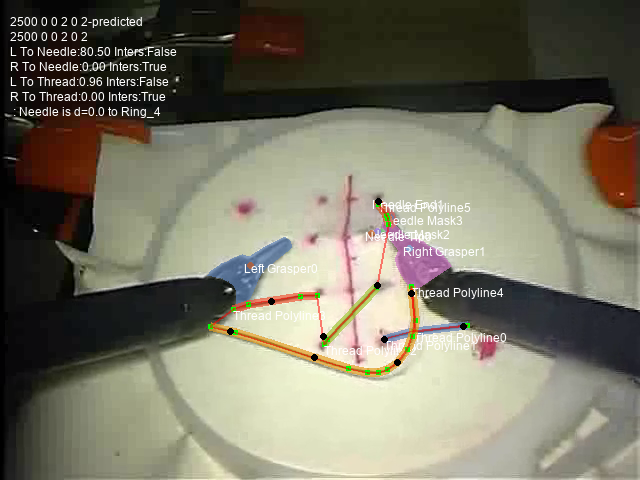 2500 0 0 2 0 2-predicted
2500 0 0 2 0 2
L To Needle:80.50 Inters:False
R To Needle:0.00 Inters:True
L To Thread:0.96 Inters:False
R To Thread:0.00 Inters:True
: Needle is d=0.0 to Ring_4
Needle End1
Thread Polyline5
Needle Mask3
Needle Mask2
Right Grasper1
Left Grasper0
Thread Polyline4
Thread Polyline0